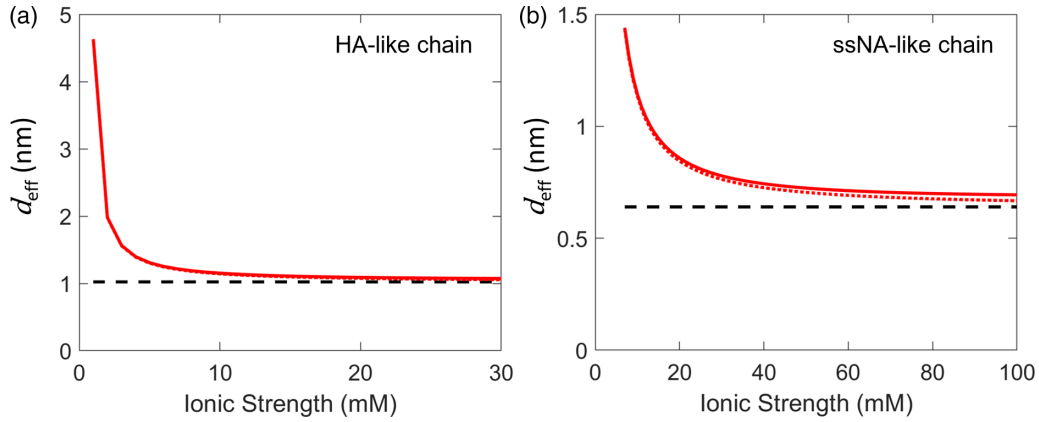 (a)
HA-like chain
5
4
3
2
1
0
d_eff (nm)
0
10
20
30
Ionic Strength (mM)
(b)
ssNA-like chain
1.5
1
0.5
0
d_eff (nm)
0
20
40
60
80
100
Ionic Strength (mM)